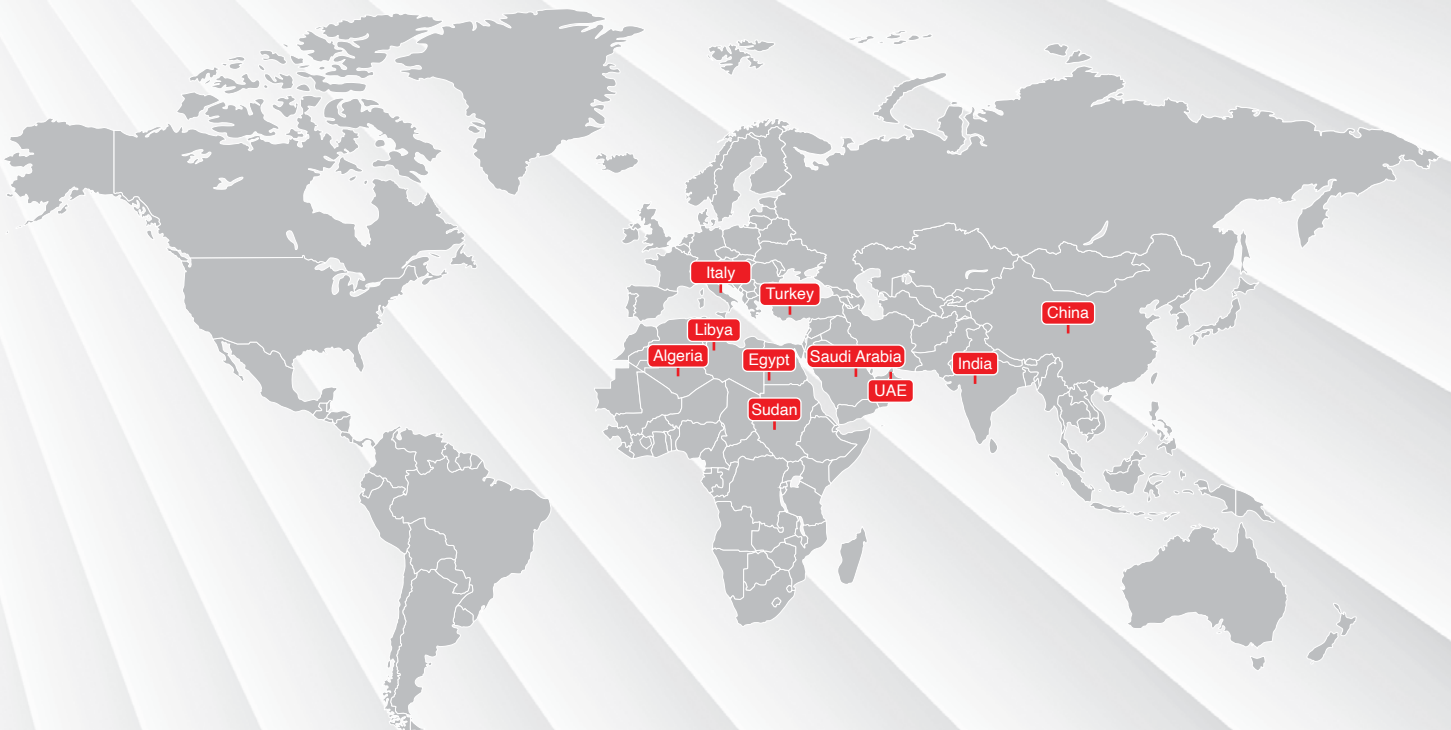 Italy
Turkey
China
Libya
Algeria
Egypt
Saudi Arabia
India
UAE
Sudan